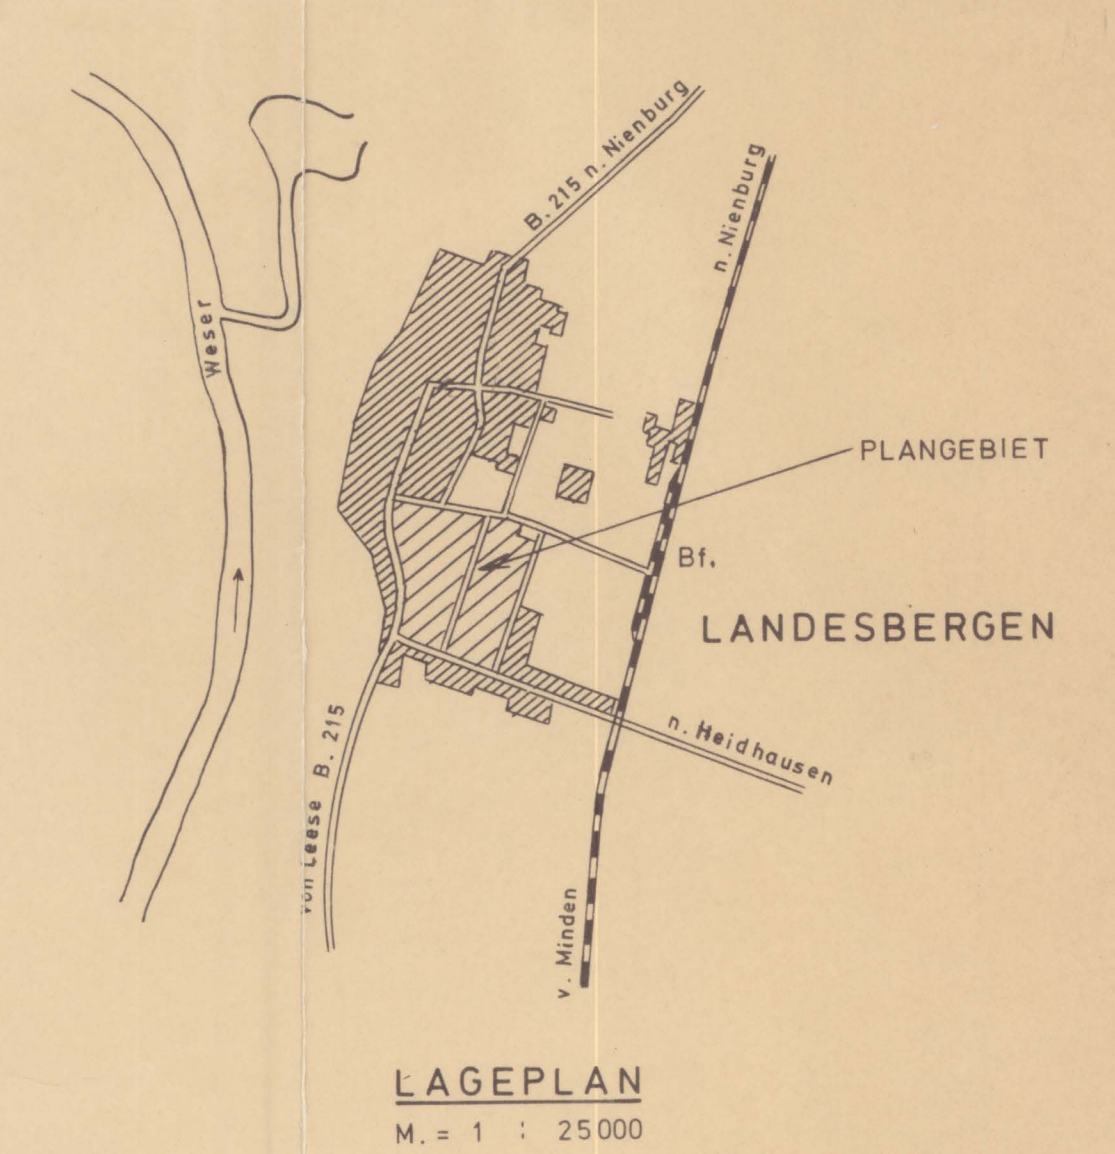 B. 215 n. Nienburg
n. Nienburg
Weser
PLANGEBIET
Bf.
LANDESBERGEN
n. Heidhausen
von Leese B. 215
v. Minden
LAGEPLAN
M. = 1 : 25000